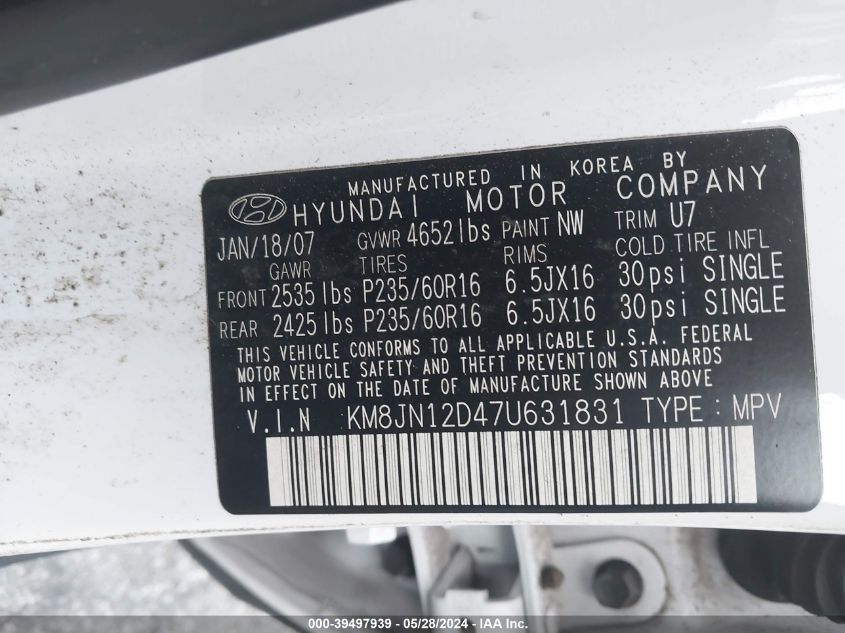 MANUFACTURED IN KOREA BY
HYUNDAI MOTOR COMPANY
JAN/18/07 GVWR 4652lbs PAINT NW TRIM U7
GAWR TIRES RIMS COLD TIRE INFL
FRONT 2535lbs P235/60R16 6.5JX16 30psi SINGLE
REAR 2425lbs P235/60R16 6.5JX16 30psi SINGLE
THIS VEHICLE CONFORMS TO ALL APPLICABLE U.S.A. FEDERAL
MOTOR VEHICLE SAFETY AND THEFT PREVENTION STANDARDS
IN EFFECT ON THE DATE OF MANUFACTURE SHOWN ABOVE
V.I.N KM8JN12D47U631831 TYPE : MPV
000-39497939 - 05/28/2024 - IAA Inc.